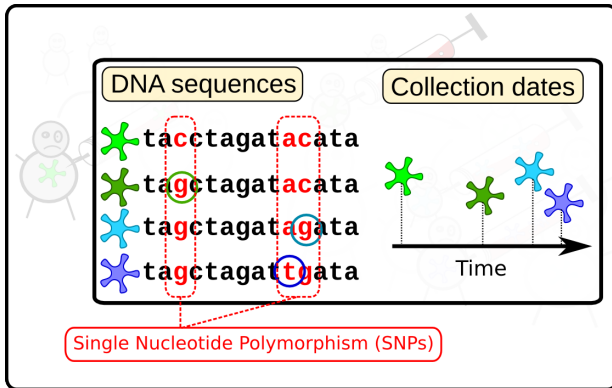 DNA sequences
Collection dates
tacctagatacata
tagctagatacata
tagctagatagata
tagctagattgata
Time
Single Nucleotide Polymorphism (SNPs)